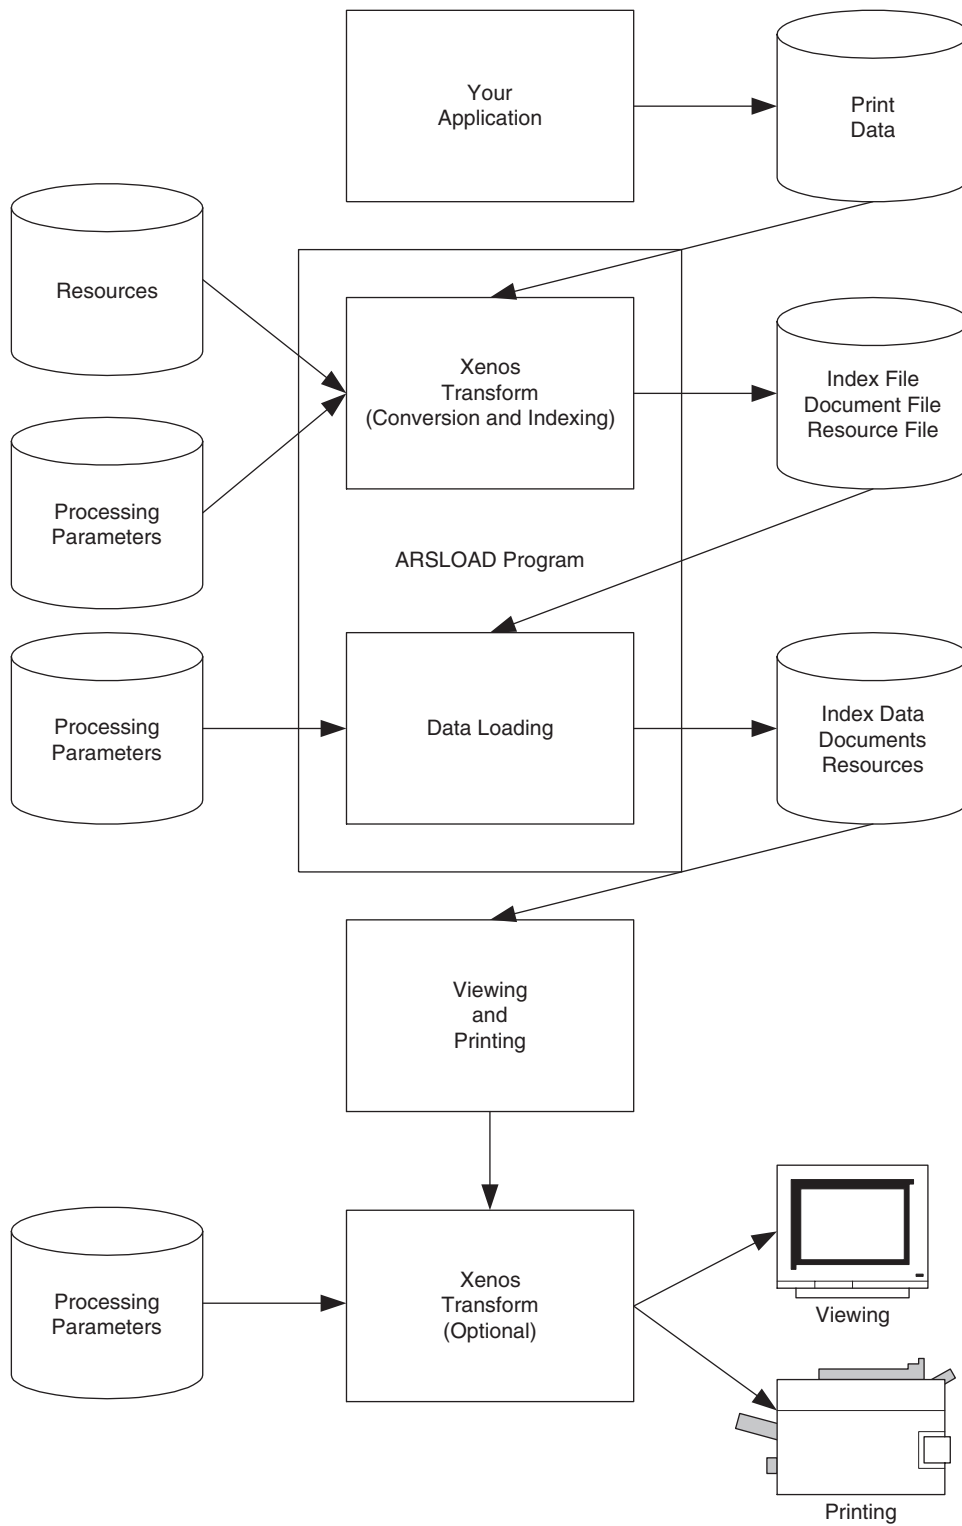 Your
Application
Print
Data
Resources
Xenos
Transform
(Conversion and Indexing)
Index File
Document File
Resource File
Processing
Parameters
ARSLOAD Program
Processing
Parameters
Data Loading
Index Data
Documents
Resources
Viewing
and
Printing
Processing
Parameters
Xenos
Transform
(Optional)
Viewing
Printing